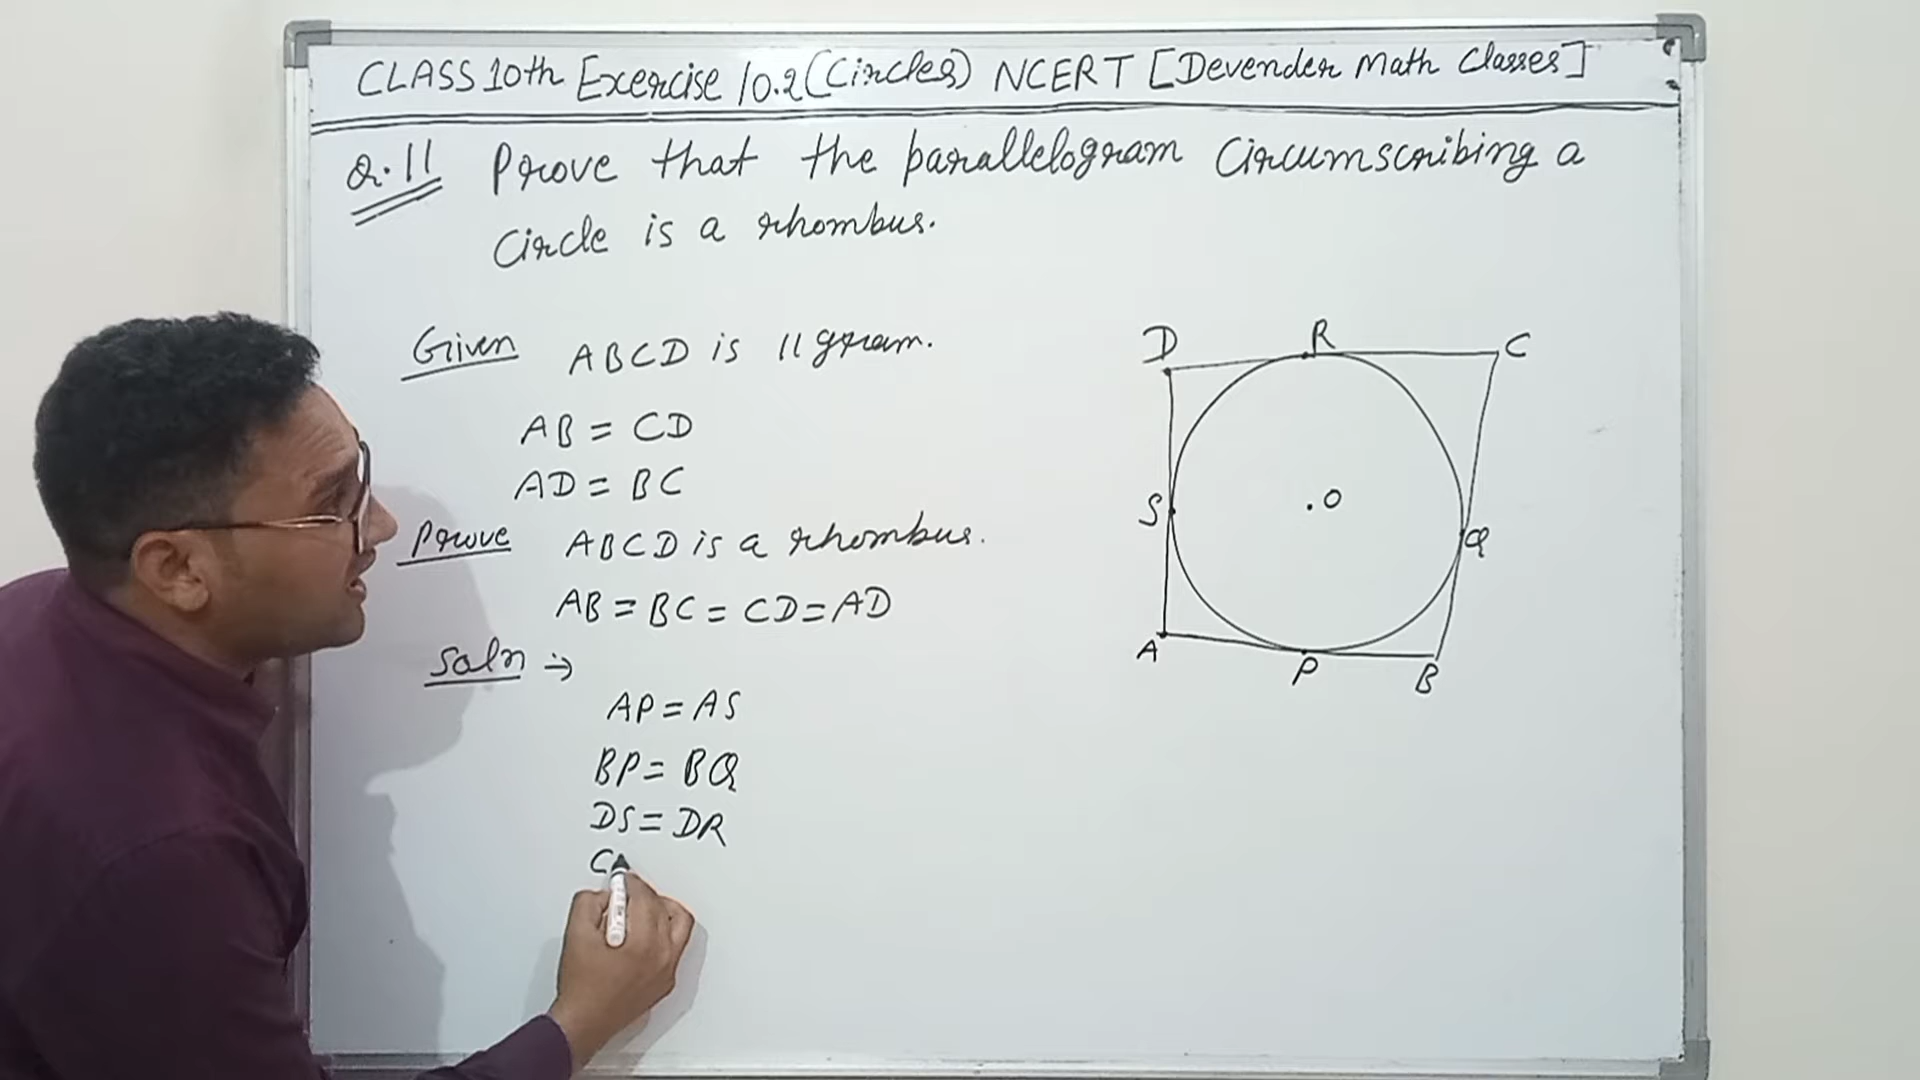 CLASS 10th Exercise 10.2 (Circles) NCERT [Devender Math Classes]
Q.11 Prove that the parallelogram circumscribing a
circle is a rhombus.
Given ABCD is ||gram.
AB = CD
AD = BC
Prove ABCD is a rhombus.
AB = BC = CD = AD
Soln →
AP = AS
BP = BQ
DS = DR
C
D R C
S .O Q
A P B